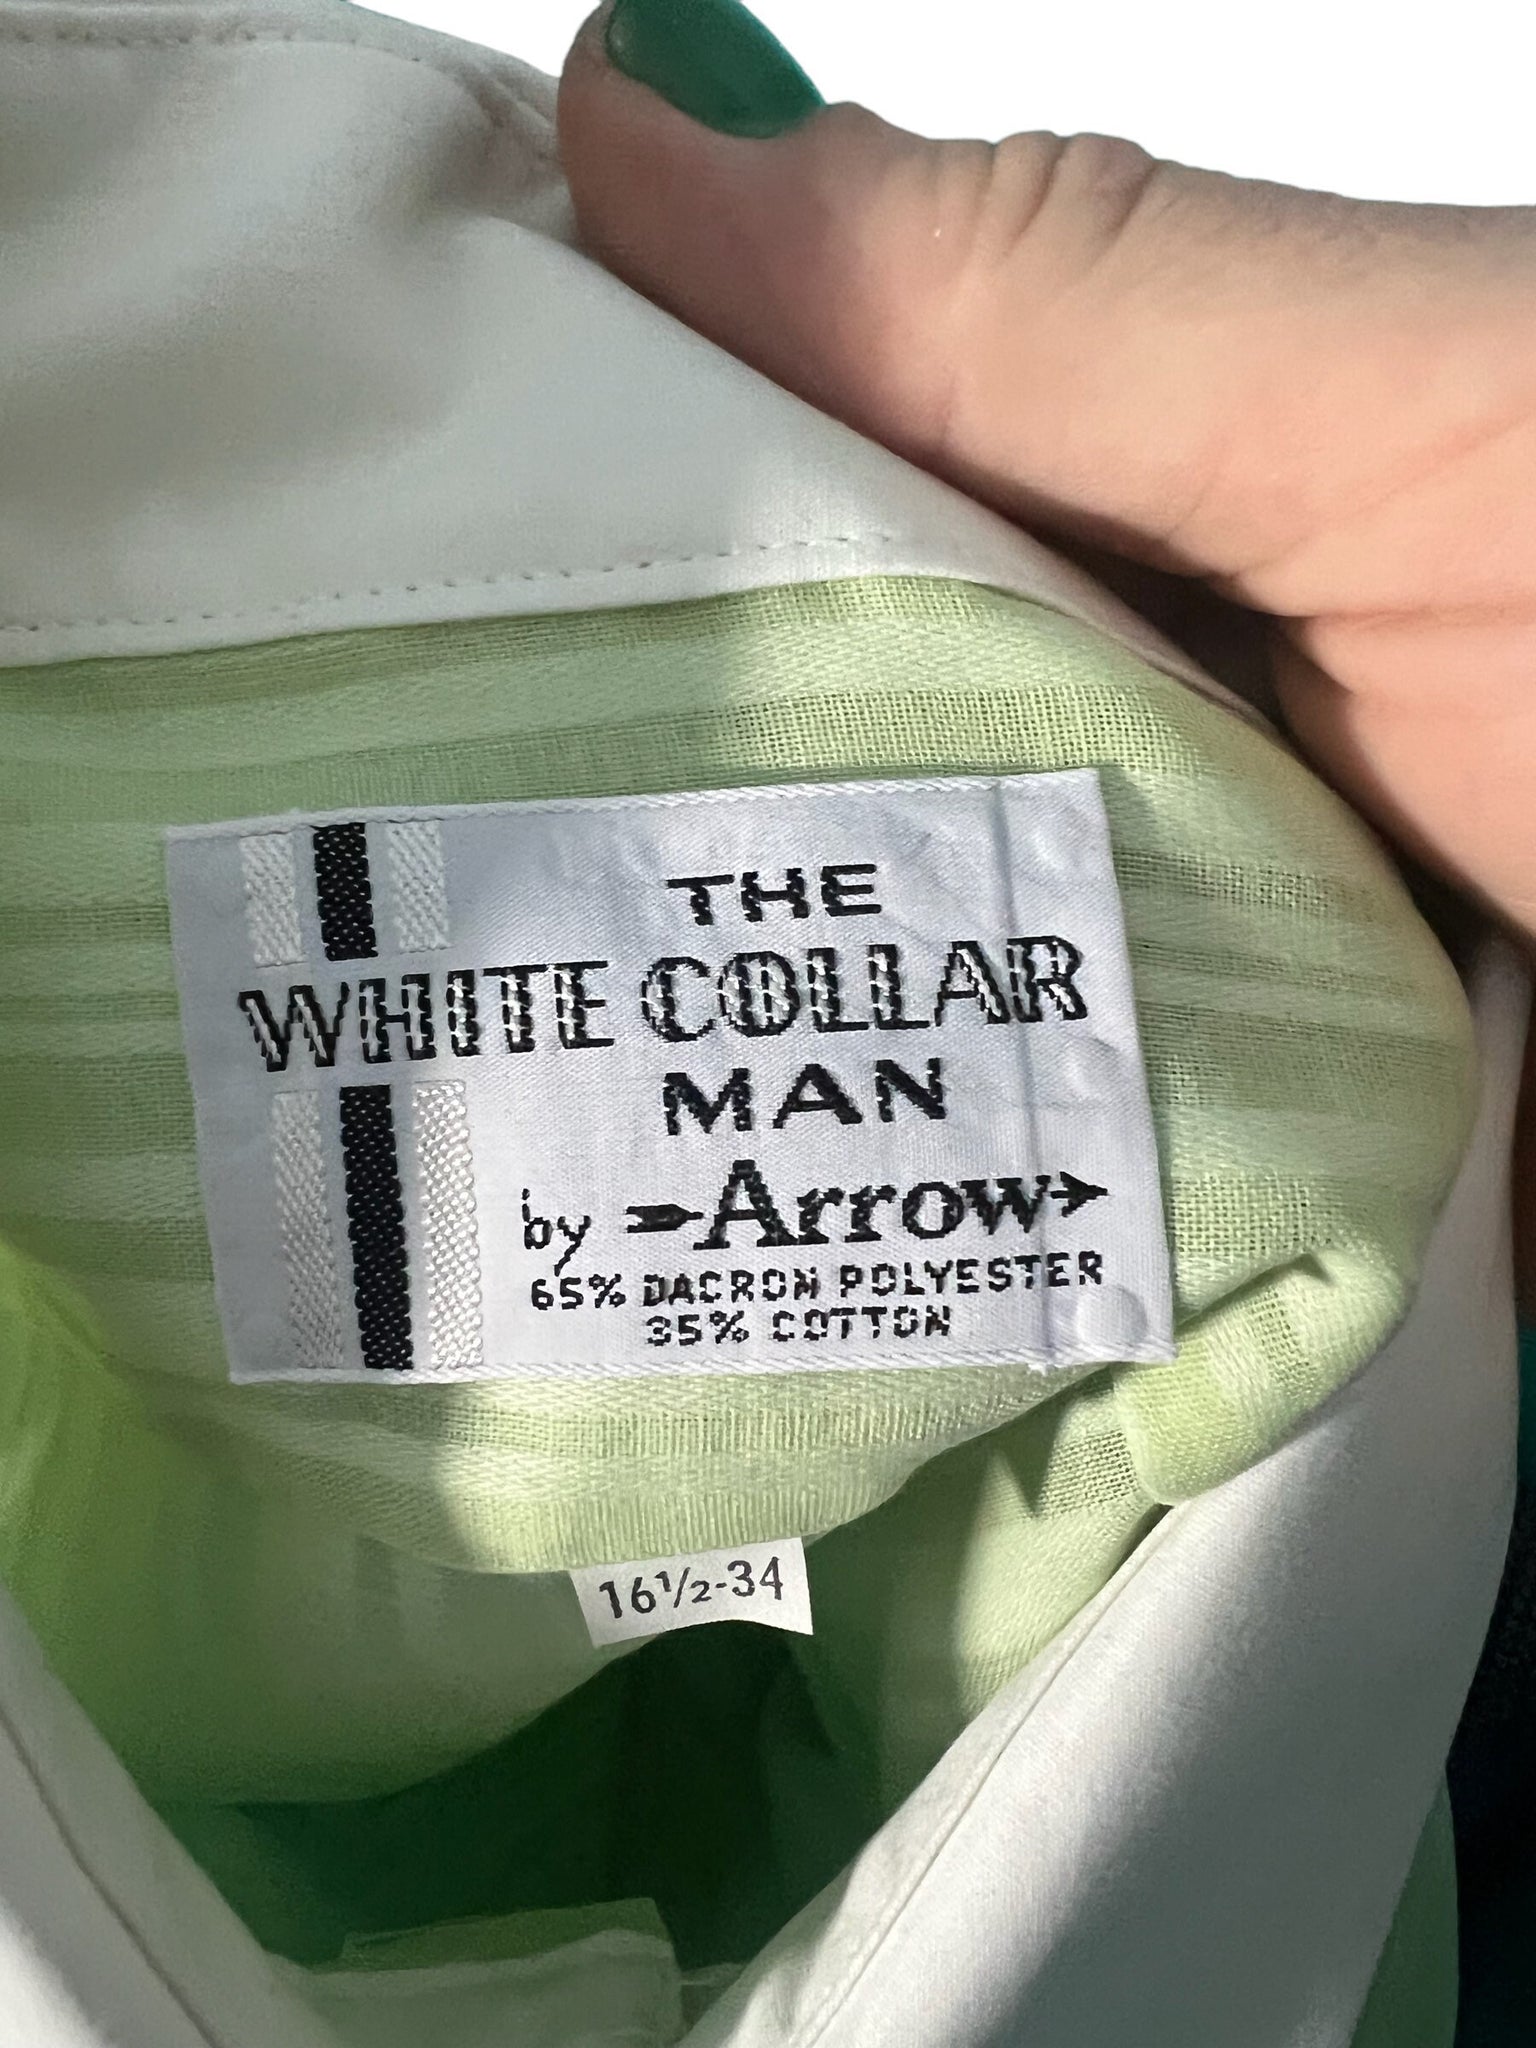 THE
WHITE COLLAR
MAN
by Arrow
65% DACRON POLYESTER
35% COTTON
16½-34